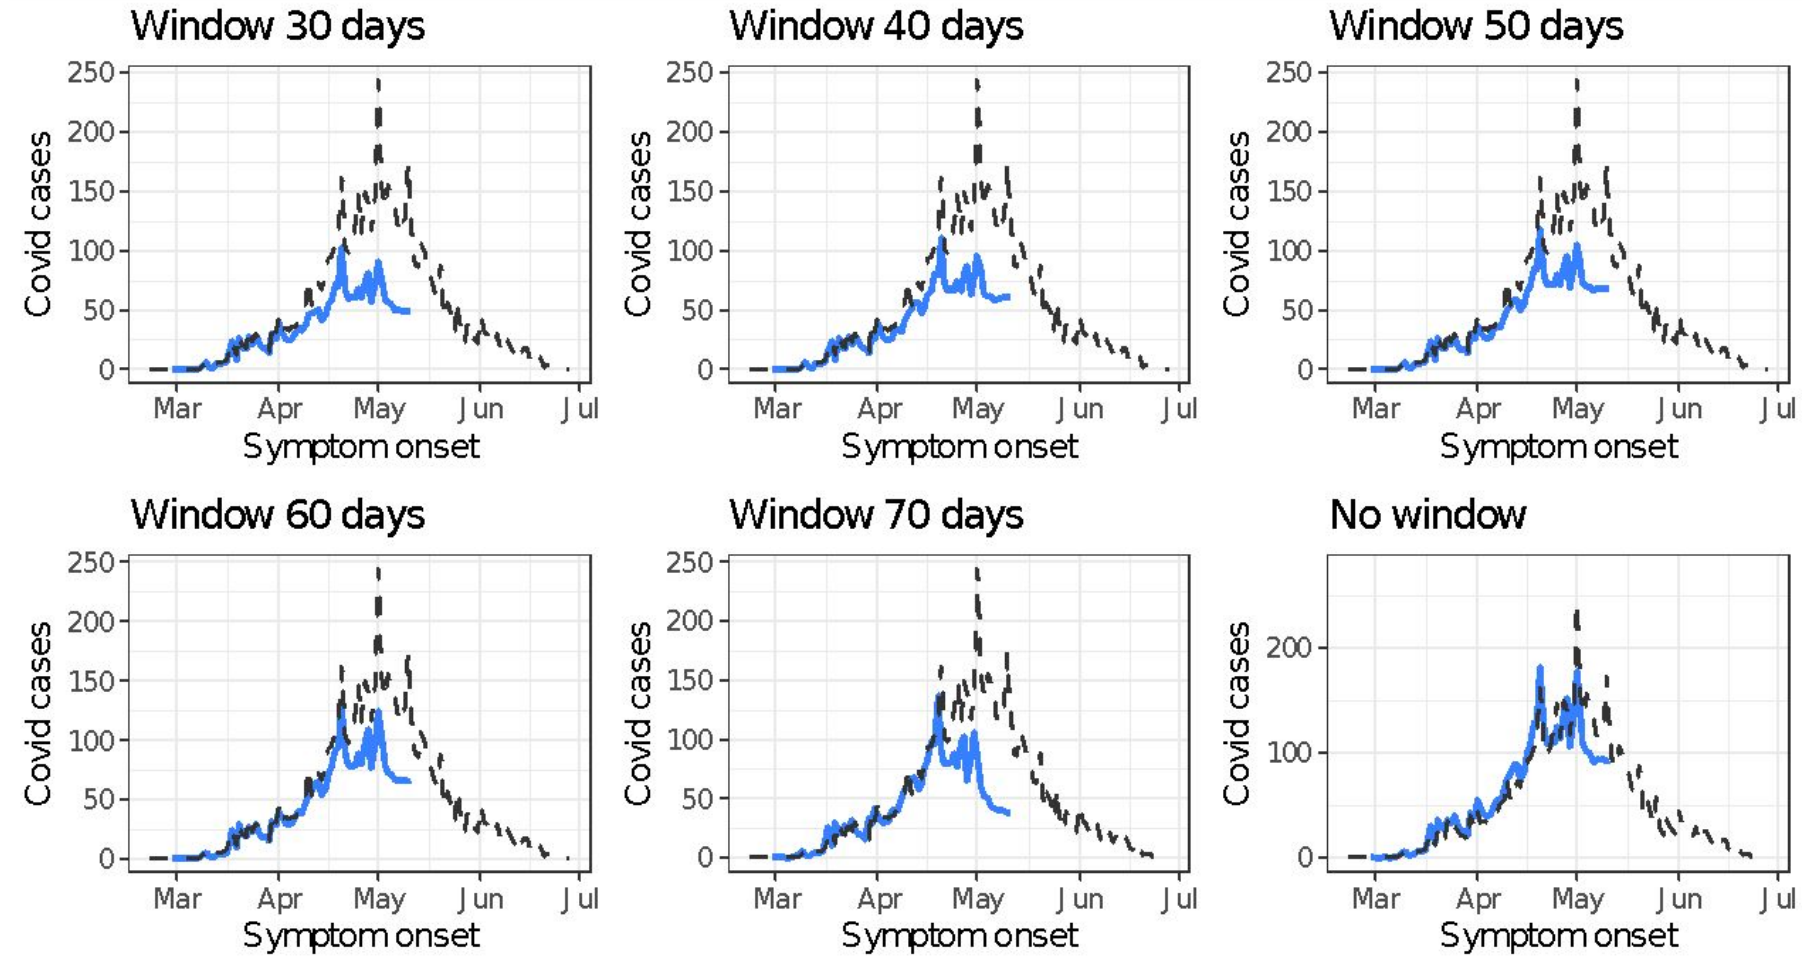 Window 30 days
Window 40 days
Window 50 days
250
200
150
100
50
0
Covid cases
Mar Apr May Jun Jul
Symptom onset
250
200
150
100
50
0
Covid cases
Mar Apr May Jun Jul
Symptom onset
250
200
150
100
50
0
Covid cases
Mar Apr May Jun Jul
Symptom onset
Window 60 days
Window 70 days
No window
250
200
150
100
50
0
Covid cases
Mar Apr May Jun Jul
Symptom onset
250
200
150
100
50
0
Covid cases
Mar Apr May Jun Jul
Symptom onset
200
100
0
Covid cases
Mar Apr May Jun Jul
Symptom onset